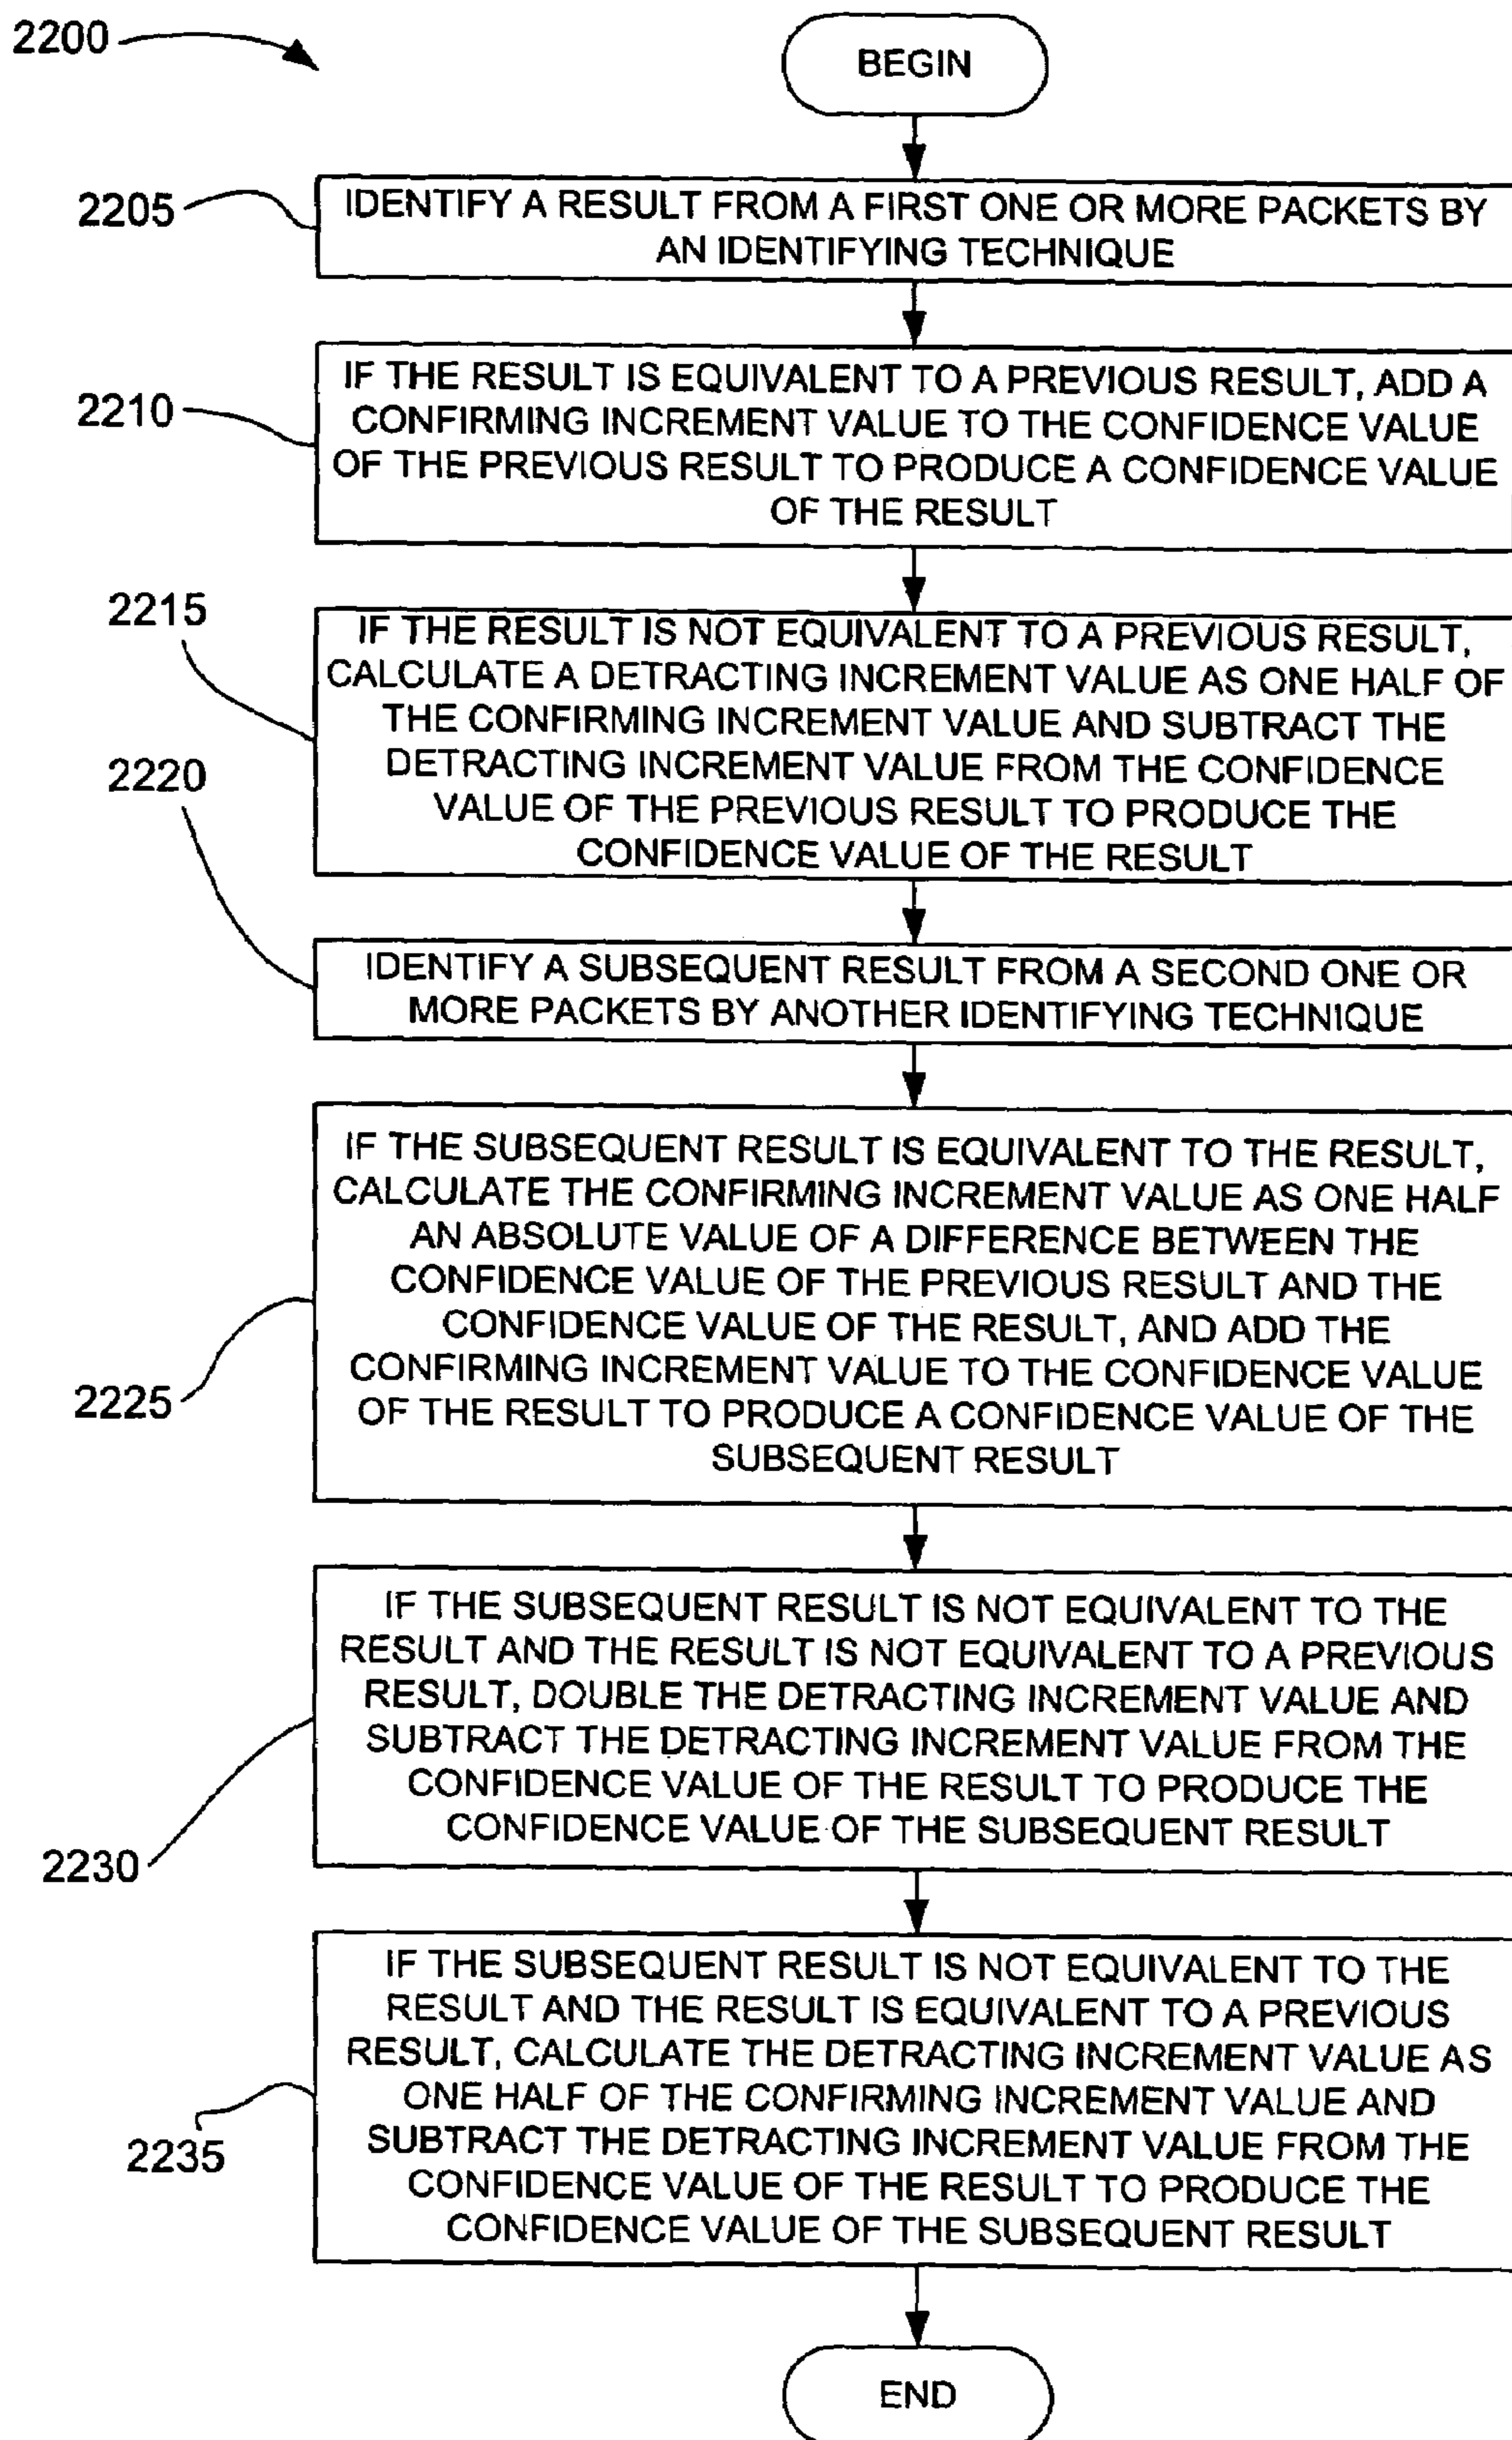 2200
BEGIN
2205
IDENTIFY A RESULT FROM A FIRST ONE OR MORE PACKETS BY
AN IDENTIFYING TECHNIQUE
2210
IF THE RESULT IS EQUIVALENT TO A PREVIOUS RESULT, ADD A
CONFIRMING INCREMENT VALUE TO THE CONFIDENCE VALUE
OF THE PREVIOUS RESULT TO PRODUCE A CONFIDENCE VALUE
OF THE RESULT
2215
IF THE RESULT IS NOT EQUIVALENT TO A PREVIOUS RESULT,
CALCULATE A DETRACTING INCREMENT VALUE AS ONE HALF OF
THE CONFIRMING INCREMENT VALUE AND SUBTRACT THE
DETRACTING INCREMENT VALUE FROM THE CONFIDENCE
VALUE OF THE PREVIOUS RESULT TO PRODUCE THE
CONFIDENCE VALUE OF THE RESULT
2220
IDENTIFY A SUBSEQUENT RESULT FROM A SECOND ONE OR
MORE PACKETS BY ANOTHER IDENTIFYING TECHNIQUE
2225
IF THE SUBSEQUENT RESULT IS EQUIVALENT TO THE RESULT,
CALCULATE THE CONFIRMING INCREMENT VALUE AS ONE HALF
AN ABSOLUTE VALUE OF A DIFFERENCE BETWEEN THE
CONFIDENCE VALUE OF THE PREVIOUS RESULT AND THE
CONFIDENCE VALUE OF THE RESULT, AND ADD THE
CONFIRMING INCREMENT VALUE TO THE CONFIDENCE VALUE
OF THE RESULT TO PRODUCE A CONFIDENCE VALUE OF THE
SUBSEQUENT RESULT
2230
IF THE SUBSEQUENT RESULT IS NOT EQUIVALENT TO THE
RESULT AND THE RESULT IS NOT EQUIVALENT TO A PREVIOUS
RESULT, DOUBLE THE DETRACTING INCREMENT VALUE AND
SUBTRACT THE DETRACTING INCREMENT VALUE FROM THE
CONFIDENCE VALUE OF THE RESULT TO PRODUCE THE
CONFIDENCE VALUE OF THE SUBSEQUENT RESULT
2235
IF THE SUBSEQUENT RESULT IS NOT EQUIVALENT TO THE
RESULT AND THE RESULT IS EQUIVALENT TO A PREVIOUS
RESULT, CALCULATE THE DETRACTING INCREMENT VALUE AS
ONE HALF OF THE CONFIRMING INCREMENT VALUE AND
SUBTRACT THE DETRACTING INCREMENT VALUE FROM THE
CONFIDENCE VALUE OF THE RESULT TO PRODUCE THE
CONFIDENCE VALUE OF THE SUBSEQUENT RESULT
END